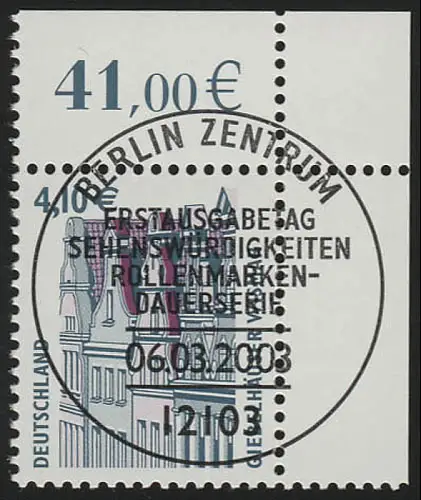 41,00€
BERLIN ZENTRUM
4,10 €
ERSTAUSGABETAG
SEHENSWÜRDIGKEITEN
ROLLENMARKEN-
DAUERSERIE
06.03.2003
12103
DEUTSCHLAND